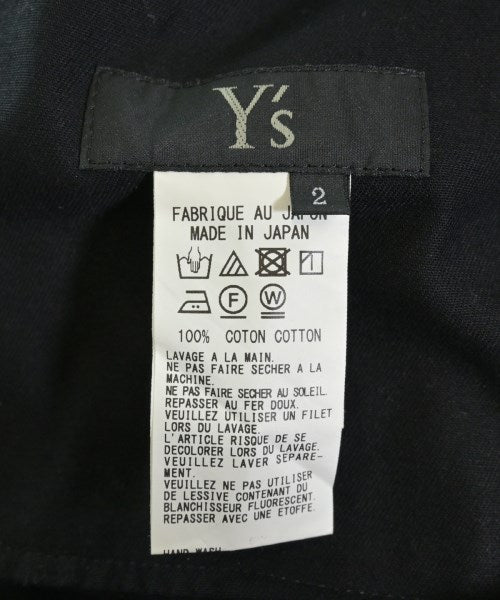 Y's
2
FABRIQUE AU JAPON
MADE IN JAPAN
F W
100% COTON COTTON
LAVAGE A LA MAIN.
NE PAS FAIRE SECHER A LA
MACHINE.
NE PAS FAIRE SECHER AU SOLEIL.
REPASSER AU FER DOUX.
VEUILLEZ UTILISER UN FILET
LORS DU LAVAGE.
L'ARTICLE RISQUE DE SE
DECOLORER LORS DU LAVAGE.
VEUILLEZ LAVER SEPARE-
MENT.
VEUILLEZ NE PAS UTILISER
DE LESSIVE CONTENANT DU
BLANCHISSEUR FLUORESCENT.
REPASSER AVEC UNE ETOFFE.
HAND WASH